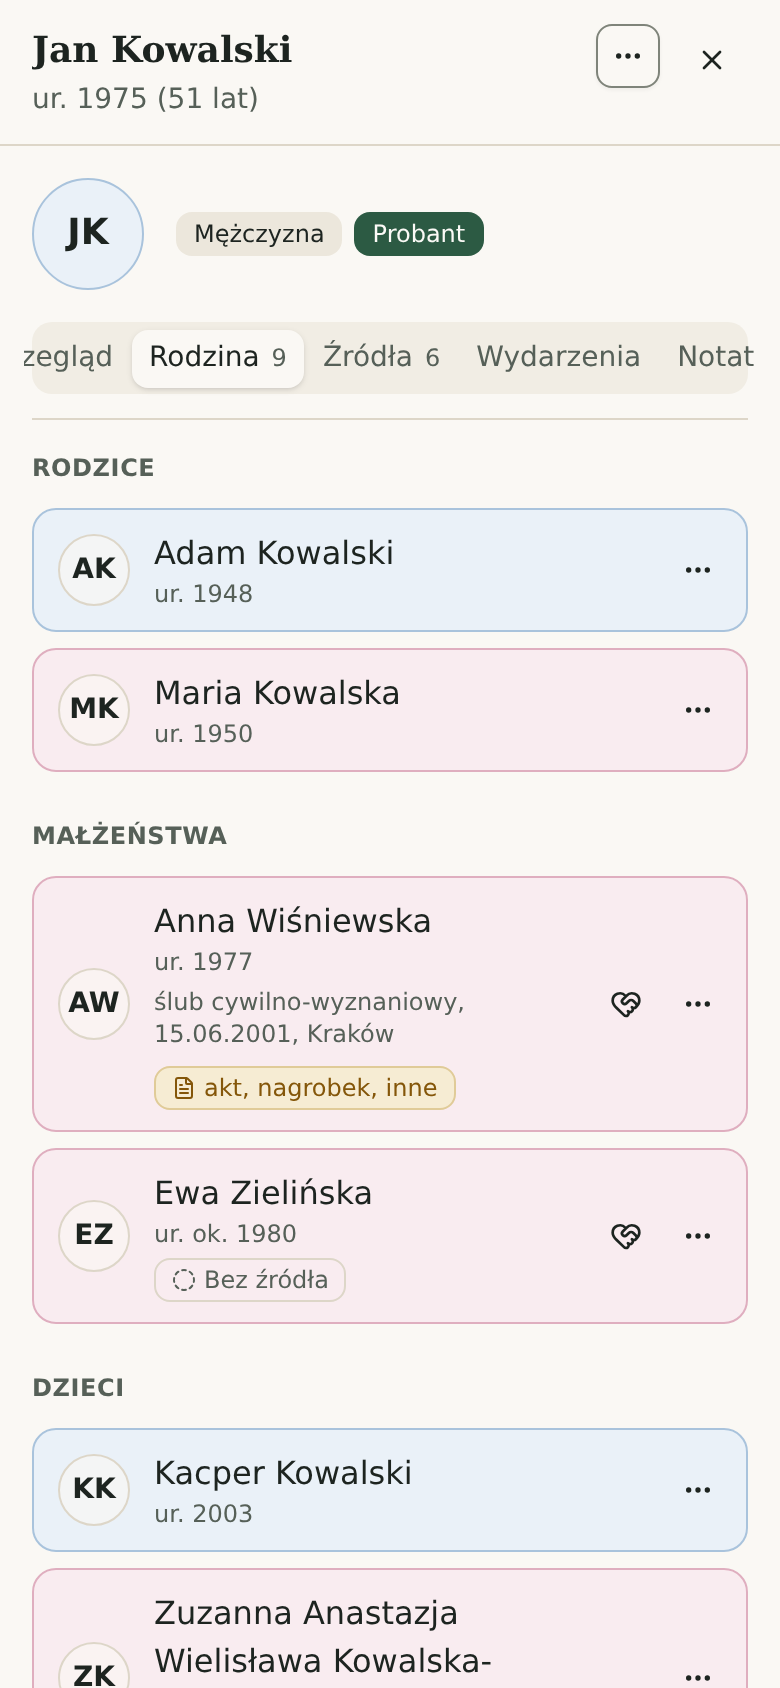 Jan Kowalski
ur. 1975 (51 lat)
JK
Mężczyzna
Probant
zegląd Rodzina 9 Źródła 6 Wydarzenia Notat
RODZICE
AK
Adam Kowalski
ur. 1948
MK
Maria Kowalska
ur. 1950
MAŁŻEŃSTWA
AW
Anna Wiśniewska
ur. 1977
ślub cywilno-wyznaniowy,
15.06.2001, Kraków
akt, nagrobek, inne
EZ
Ewa Zielińska
ur. ok. 1980
Bez źródła
DZIECI
KK
Kacper Kowalski
ur. 2003
ZK
Zuzanna Anastazja
Wielisława Kowalska-